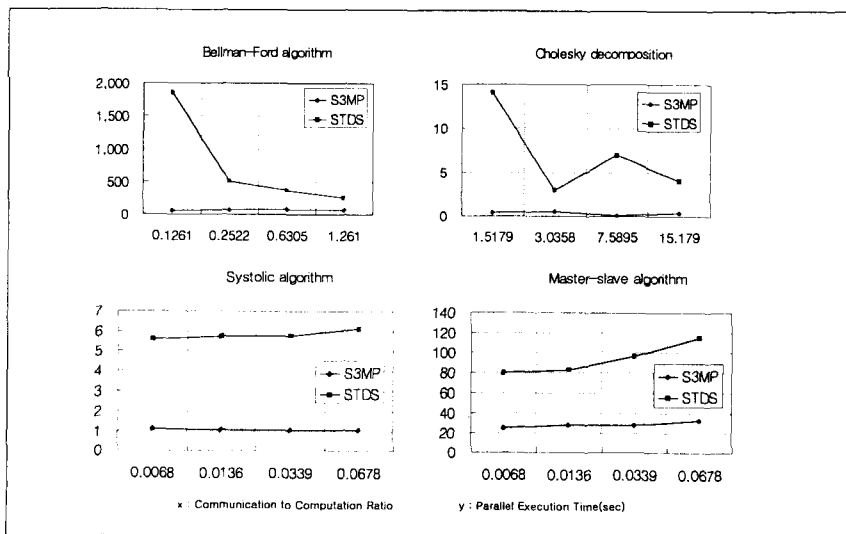 Bellman-Ford algorithm
2.000
1.500
1.000
500
0
S3MP
STDS
0.1261 0.2522 0.6305 1.261
Cholesky decomposition
15
10
5
0
S3MP
STDS
1.5179 3.0358 7.5895 15.179
Systolic algorithm
7
6
5
4
3
2
1
0
S3MP
STDS
0.0068 0.0136 0.0339 0.0678
Master-slave algorithm
140
120
100
80
60
40
20
0
S3MP
STDS
0.0068 0.0136 0.0339 0.0678
x : Communication to Computation Ratio
y : Parallel Execution Time(sec)